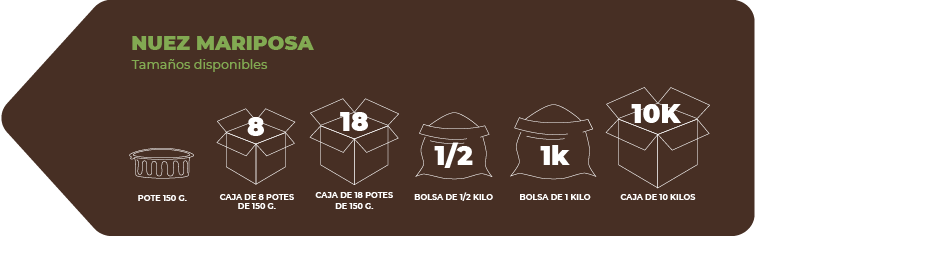 NUEZ MARIPOSA
Tamaños disponibles
8
18
1/2
1k
10K
POTE 150 G.
CAJA DE 8 POTES
DE 150 G.
CAJA DE 18 POTES
DE 150 G.
BOLSA DE 1/2 KILO
BOLSA DE 1 KILO
CAJA DE 10 KILOS